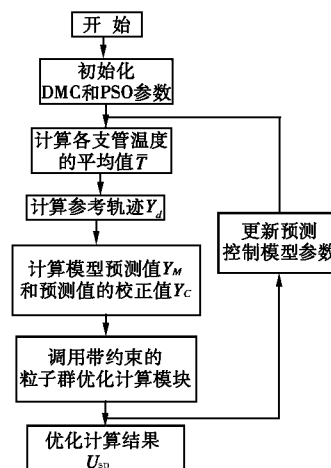 开 始
初始化
DMC和PSO参数
计算各支管温度
的平均值T̅
计算参考轨迹Yd
计算模型预测值YM
和预测值的校正值YC
调用带约束的
粒子群优化计算模块
优化计算结果
USD
更新预测
控制模型参数